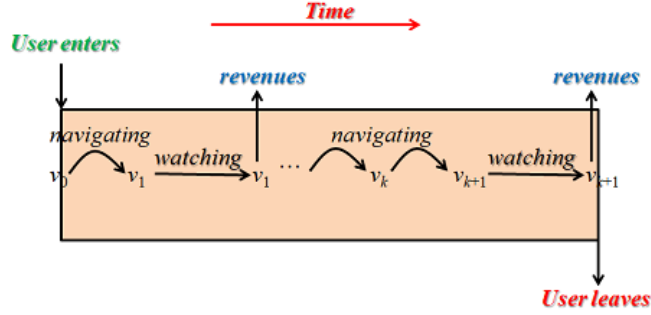 Time
User enters
revenues revenues
navigating navigating
watching watching
v0 v1 v1 ... vk vk+1 vk+1
User leaves